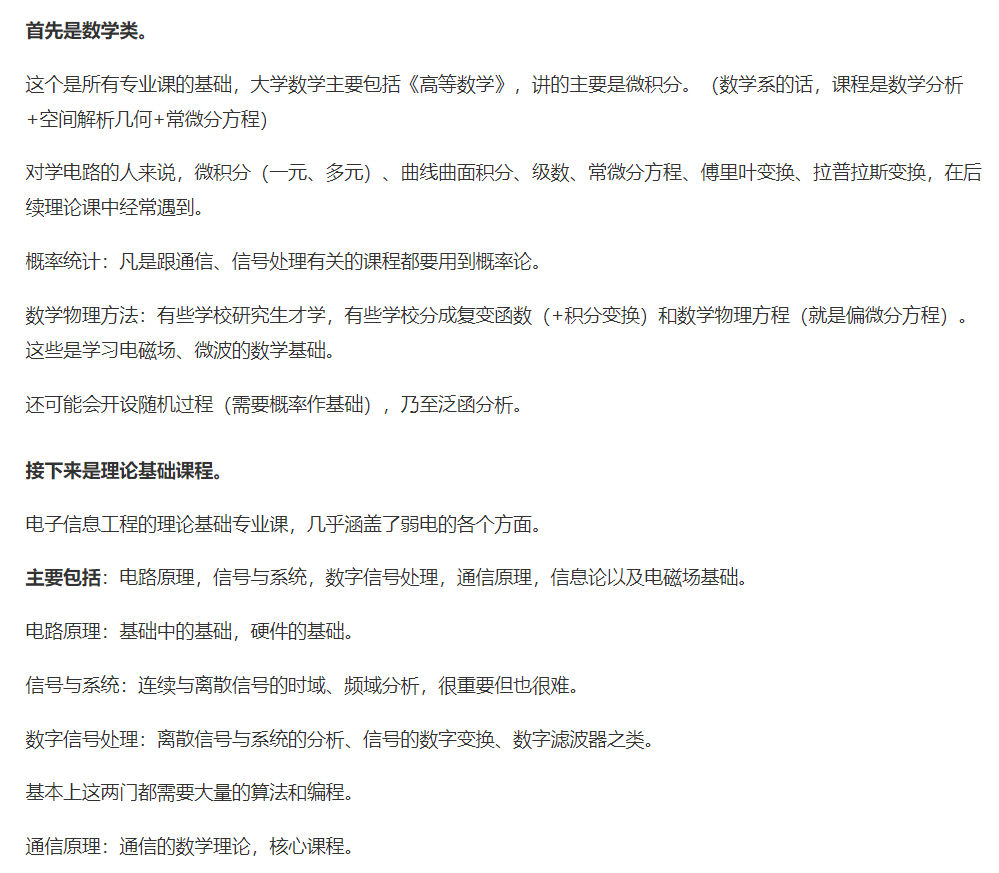 首先是数学类。
这个是所有专业课的基础，大学数学主要包括《高等数学》，讲的主要是微积分。（数学系的话，课程是数学分析
+空间解析几何+常微分方程）
对学电路的人来说，微积分（一元、多元）、曲线曲面积分、级数、常微分方程、傅里叶变换、拉普拉斯变换，在后
续理论课中经常遇到。
概率统计：凡是跟通信、信号处理有关的课程都要用到概率论。
数学物理方法：有些学校研究生才学，有些学校分成复变函数（+积分变换）和数学物理方程（就是偏微分方程）。
这些是学习电磁场、微波的数学基础。
还可能会开设随机过程（需要概率作基础），乃至泛函分析。
接下来是理论基础课程。
电子信息工程的理论基础专业课，几乎涵盖了弱电的各个方面。
主要包括：电路原理，信号与系统，数字信号处理，通信原理，信息论以及电磁场基础。
电路原理：基础中的基础，硬件的基础。
信号与系统：连续与离散信号的时域、频域分析，很重要但也很难。
数字信号处理：离散信号与系统的分析、信号的数字变换、数字滤波器之类。
基本上这两门都需要大量的算法和编程。
通信原理：通信的数学理论，核心课程。